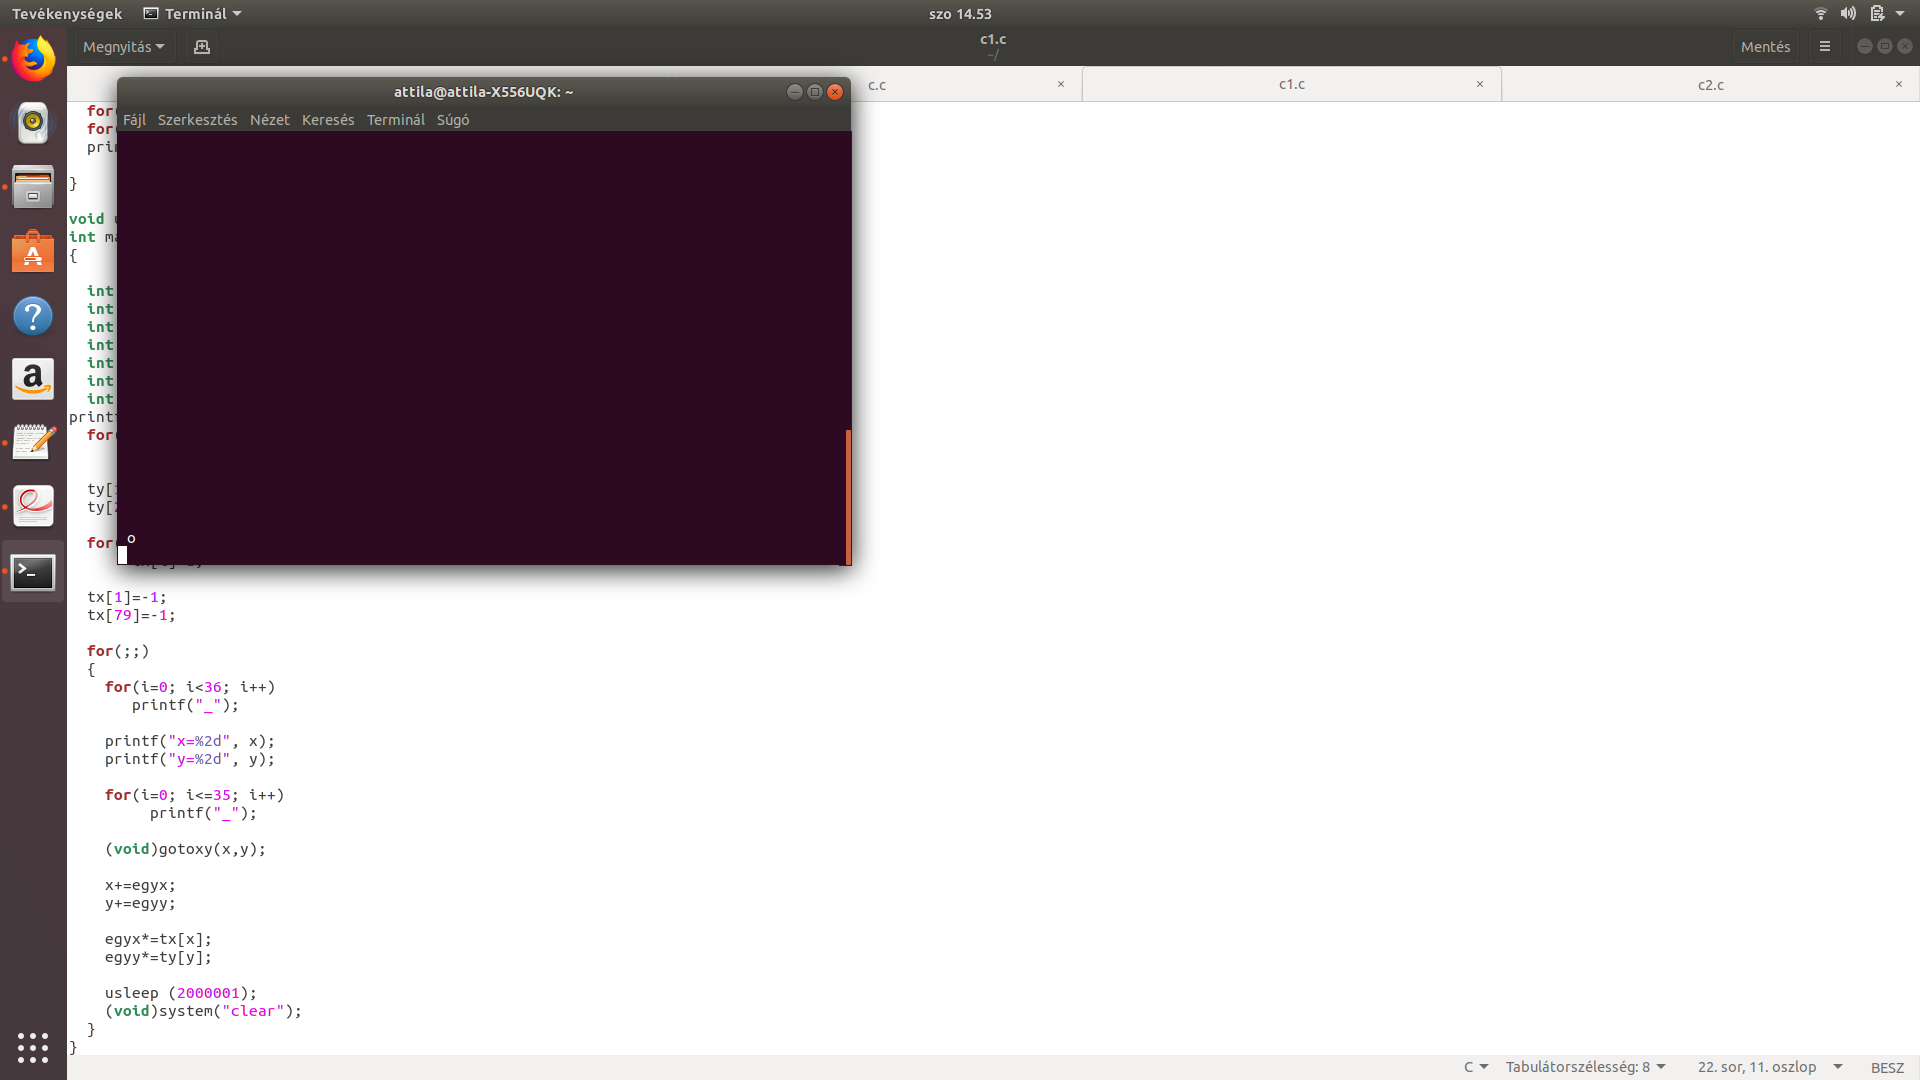 Tevékenységek Terminál szo 14.53
Megnyitás c1.c Mentés
~/
c.c × c1.c × c2.c ×
attila@attila-X556UQK: ~
Fájl Szerkesztés Nézet Keresés Terminál Súgó
for
for
prin
}
void u
int ma
{
int
int
int
int
int
int
int
print
for
ty[
ty[
o
for
tx[1]=-1;
tx[79]=-1;
for(;;)
{
for(i=0; i<36; i++)
printf("_");
printf("x=%2d", x);
printf("y=%2d", y);
for(i=0; i<=35; i++)
printf("_");
(void)gotoxy(x,y);
x+=egyx;
y+=egyy;
egyx*=tx[x];
egyy*=ty[y];
usleep (2000001);
(void)system("clear");
}
}
C Tabulátorszélesség: 8 22. sor, 11. oszlop BESZ